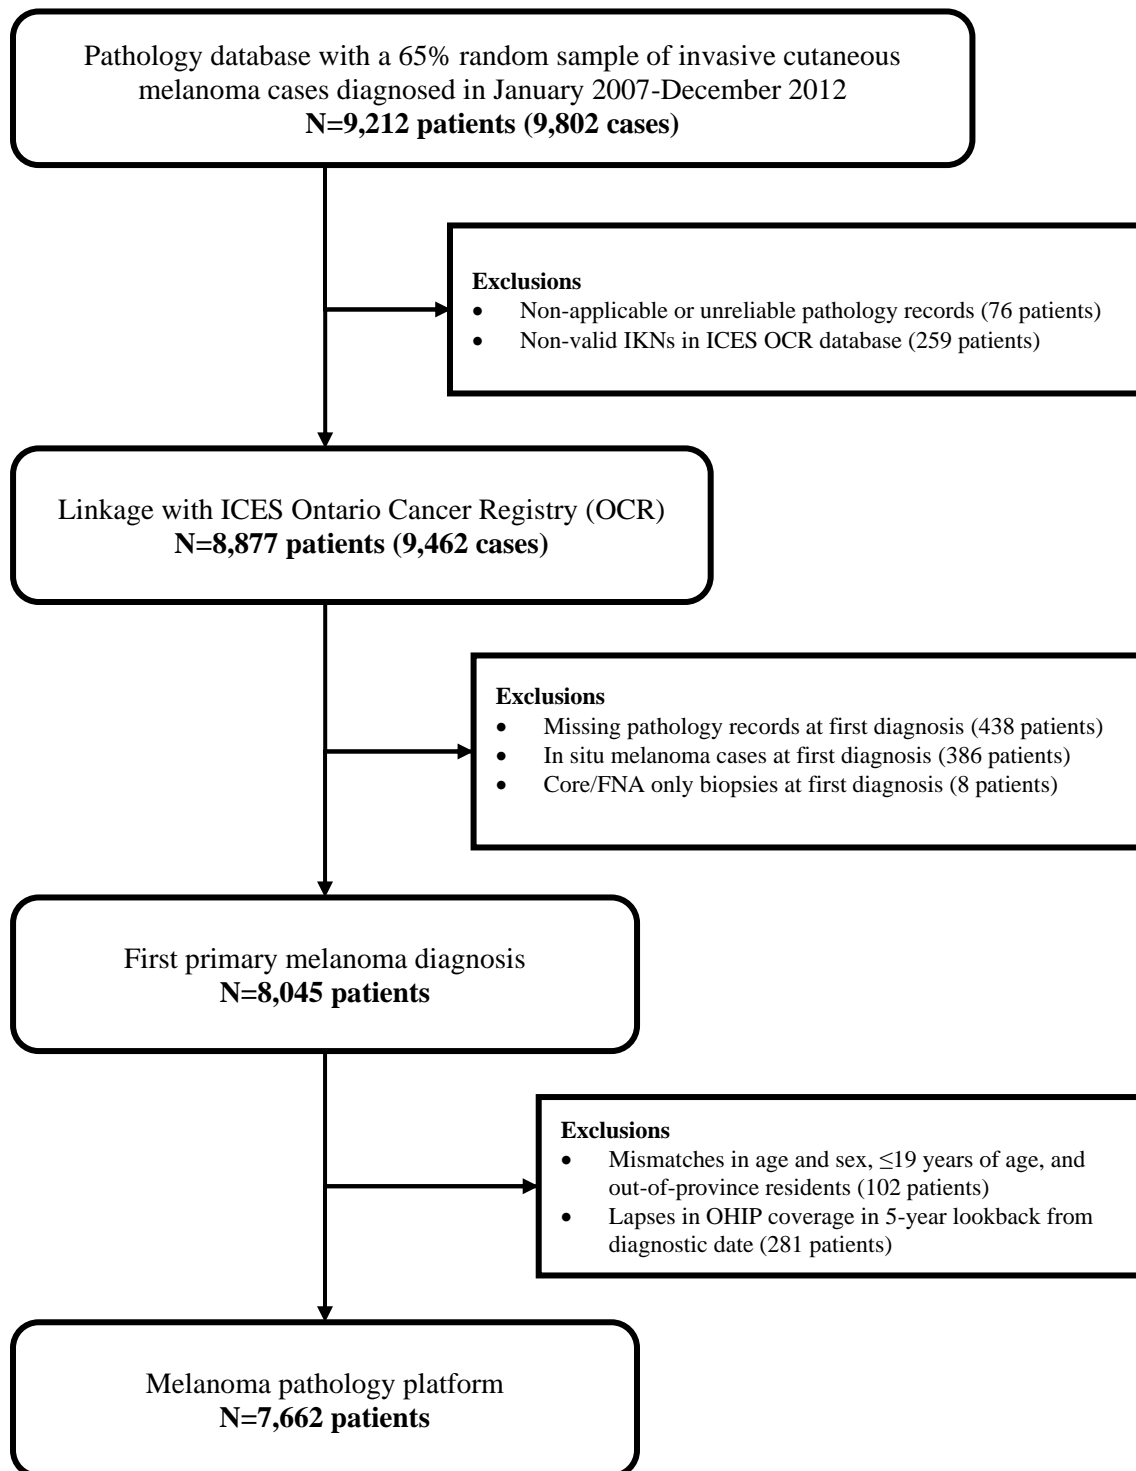 Pathology database with a 65% random sample of invasive cutaneous
melanoma cases diagnosed in January 2007-December 2012
N=9,212 patients (9,802 cases)
Exclusions
• Non-applicable or unreliable pathology records (76 patients)
• Non-valid IKNs in ICES OCR database (259 patients)
Linkage with ICES Ontario Cancer Registry (OCR)
N=8,877 patients (9,462 cases)
Exclusions
• Missing pathology records at first diagnosis (438 patients)
• In situ melanoma cases at first diagnosis (386 patients)
• Core/FNA only biopsies at first diagnosis (8 patients)
First primary melanoma diagnosis
N=8,045 patients
Exclusions
• Mismatches in age and sex, ≤19 years of age, and
out-of-province residents (102 patients)
• Lapses in OHIP coverage in 5-year lookback from
diagnostic date (281 patients)
Melanoma pathology platform
N=7,662 patients